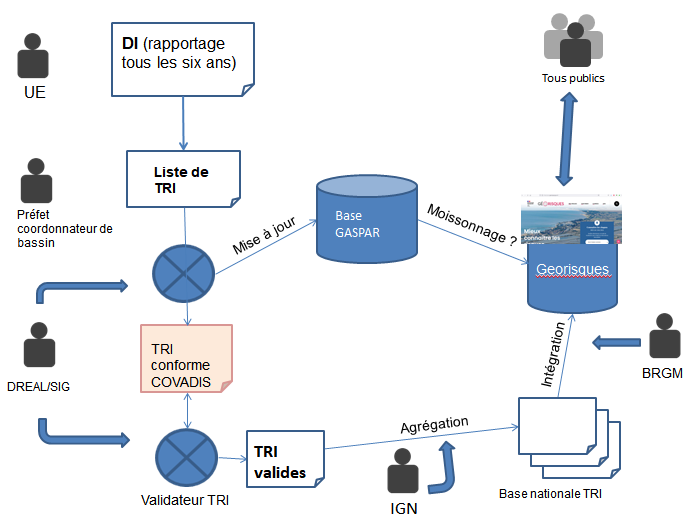 DI (rapportage
tous les six ans)
UE
Tous publics
Liste de
TRI
Préfet
coordonnateur de
bassin
Mise à jour
Base
GASPAR
Moissonnage ?
GÉORISQUES
Mieux
connaître les
Georisques
TRI
conforme
COVADIS
DREAL/SIG
Intégration
BRGM
Agrégation
TRI
valides
Validateur TRI
IGN
Base nationale TRI